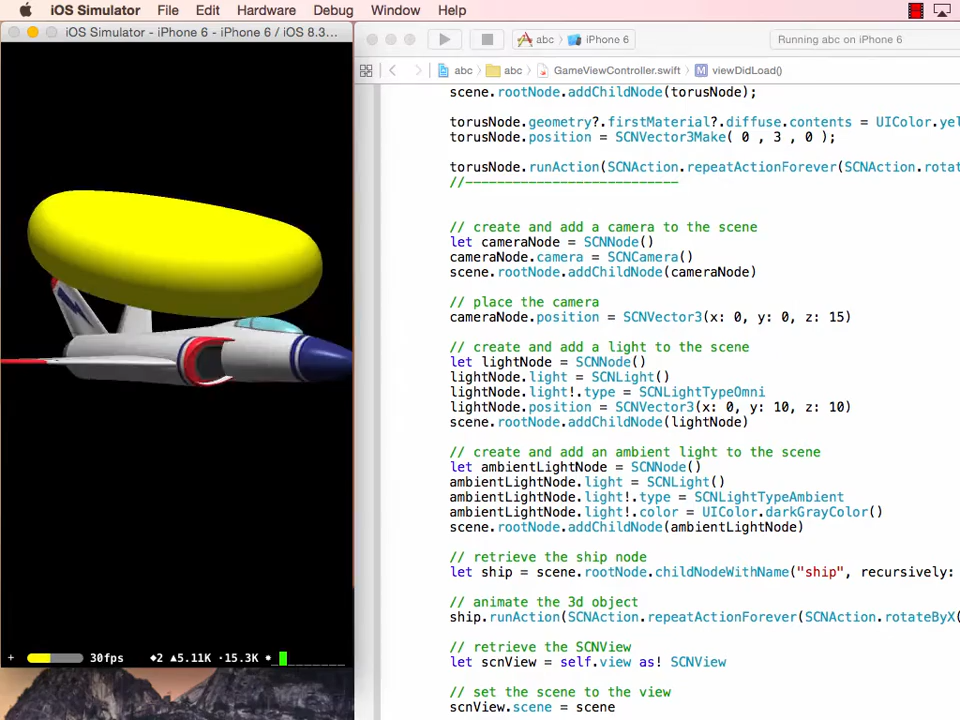 iOS Simulator File Edit Hardware Debug Window Help
iOS Simulator - iPhone 6 - iPhone 6 / iOS 8.3...
abc iPhone 6 Running abc on iPhone 6
abc abc GameViewController.swift M viewDidLoad()
scene.rootNode.addChildNode(torusNode);
torusNode.geometry?.firstMaterial?.diffuse.contents = UIColor.yel
torusNode.position = SCNVector3Make( 0 , 3 , 0 );
torusNode.runAction(SCNAction.repeatActionForever(SCNAction.rotat
//---------------------------
// create and add a camera to the scene
let cameraNode = SCNNode()
cameraNode.camera = SCNCamera()
scene.rootNode.addChildNode(cameraNode)
// place the camera
cameraNode.position = SCNVector3(x: 0, y: 0, z: 15)
// create and add a light to the scene
let lightNode = SCNNode()
lightNode.light = SCNLight()
lightNode.light!.type = SCNLightTypeOmni
lightNode.position = SCNVector3(x: 0, y: 10, z: 10)
scene.rootNode.addChildNode(lightNode)
// create and add an ambient light to the scene
let ambientLightNode = SCNNode()
ambientLightNode.light = SCNLight()
ambientLightNode.light!.type = SCNLightTypeAmbient
ambientLightNode.light!.color = UIColor.darkGrayColor()
scene.rootNode.addChildNode(ambientLightNode)
// retrieve the ship node
let ship = scene.rootNode.childNodeWithName("ship", recursively:
// animate the 3d object
ship.runAction(SCNAction.repeatActionForever(SCNAction.rotateByX(
// retrieve the SCNView
let scnView = self.view as! SCNView
// set the scene to the view
scnView.scene = scene
+ 30fps ◆2 ▲5.11K ·15.3K